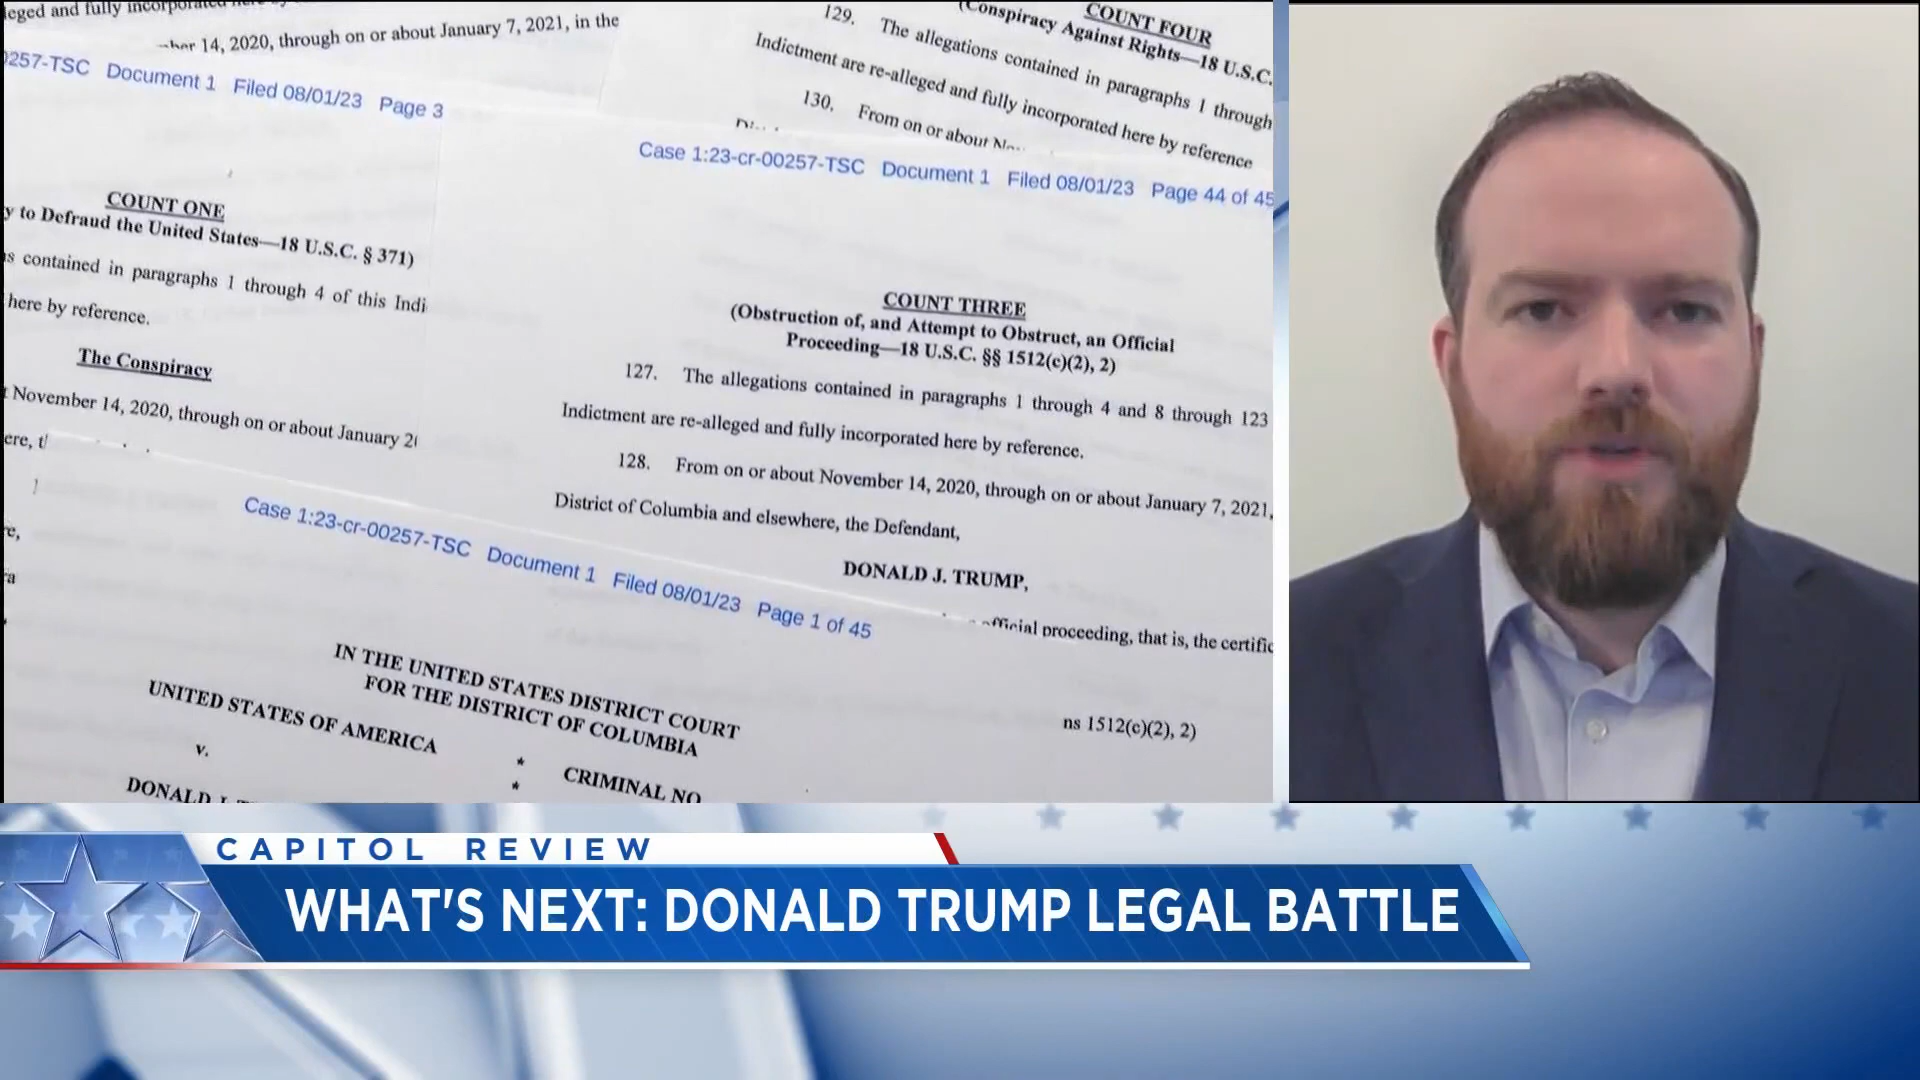 leged and fully incorporated here
14, 2020, through on or about January 7, 2021, in the
257-TSC Document 1 Filed 08/01/23 Page 3
COUNT ONE
y to Defraud the United States—18 U.S.C. § 371)
s contained in paragraphs 1 through 4 of this Indi
here by reference.
The Conspiracy
November 14, 2020, through on or about January 2
COUNT FOUR
(Conspiracy Against Rights—18 U.S.C.
129. The allegations contained in paragraphs 1 through
Indictment are re-alleged and fully incorporated here by reference
130. From on or about
Case 1:23-cr-00257-TSC Document 1 Filed 08/01/23 Page 44 of 45
COUNT THREE
(Obstruction of, and Attempt to Obstruct, an Official
Proceeding—18 U.S.C. §§ 1512(c)(2), 2)
127. The allegations contained in paragraphs 1 through 4 and 8 through 123
Indictment are re-alleged and fully incorporated here by reference.
128. From on or about November 14, 2020, through on or about January 7, 2021,
District of Columbia and elsewhere, the Defendant,
DONALD J. TRUMP,
official proceeding, that is, the certific
ns 1512(c)(2), 2)
Case 1:23-cr-00257-TSC Document 1 Filed 08/01/23 Page 1 of 45
IN THE UNITED STATES DISTRICT COURT
FOR THE DISTRICT OF COLUMBIA
UNITED STATES OF AMERICA
v.
DONALD J.
*
*
CRIMINAL NO
CAPITOL REVIEW
WHAT'S NEXT: DONALD TRUMP LEGAL BATTLE